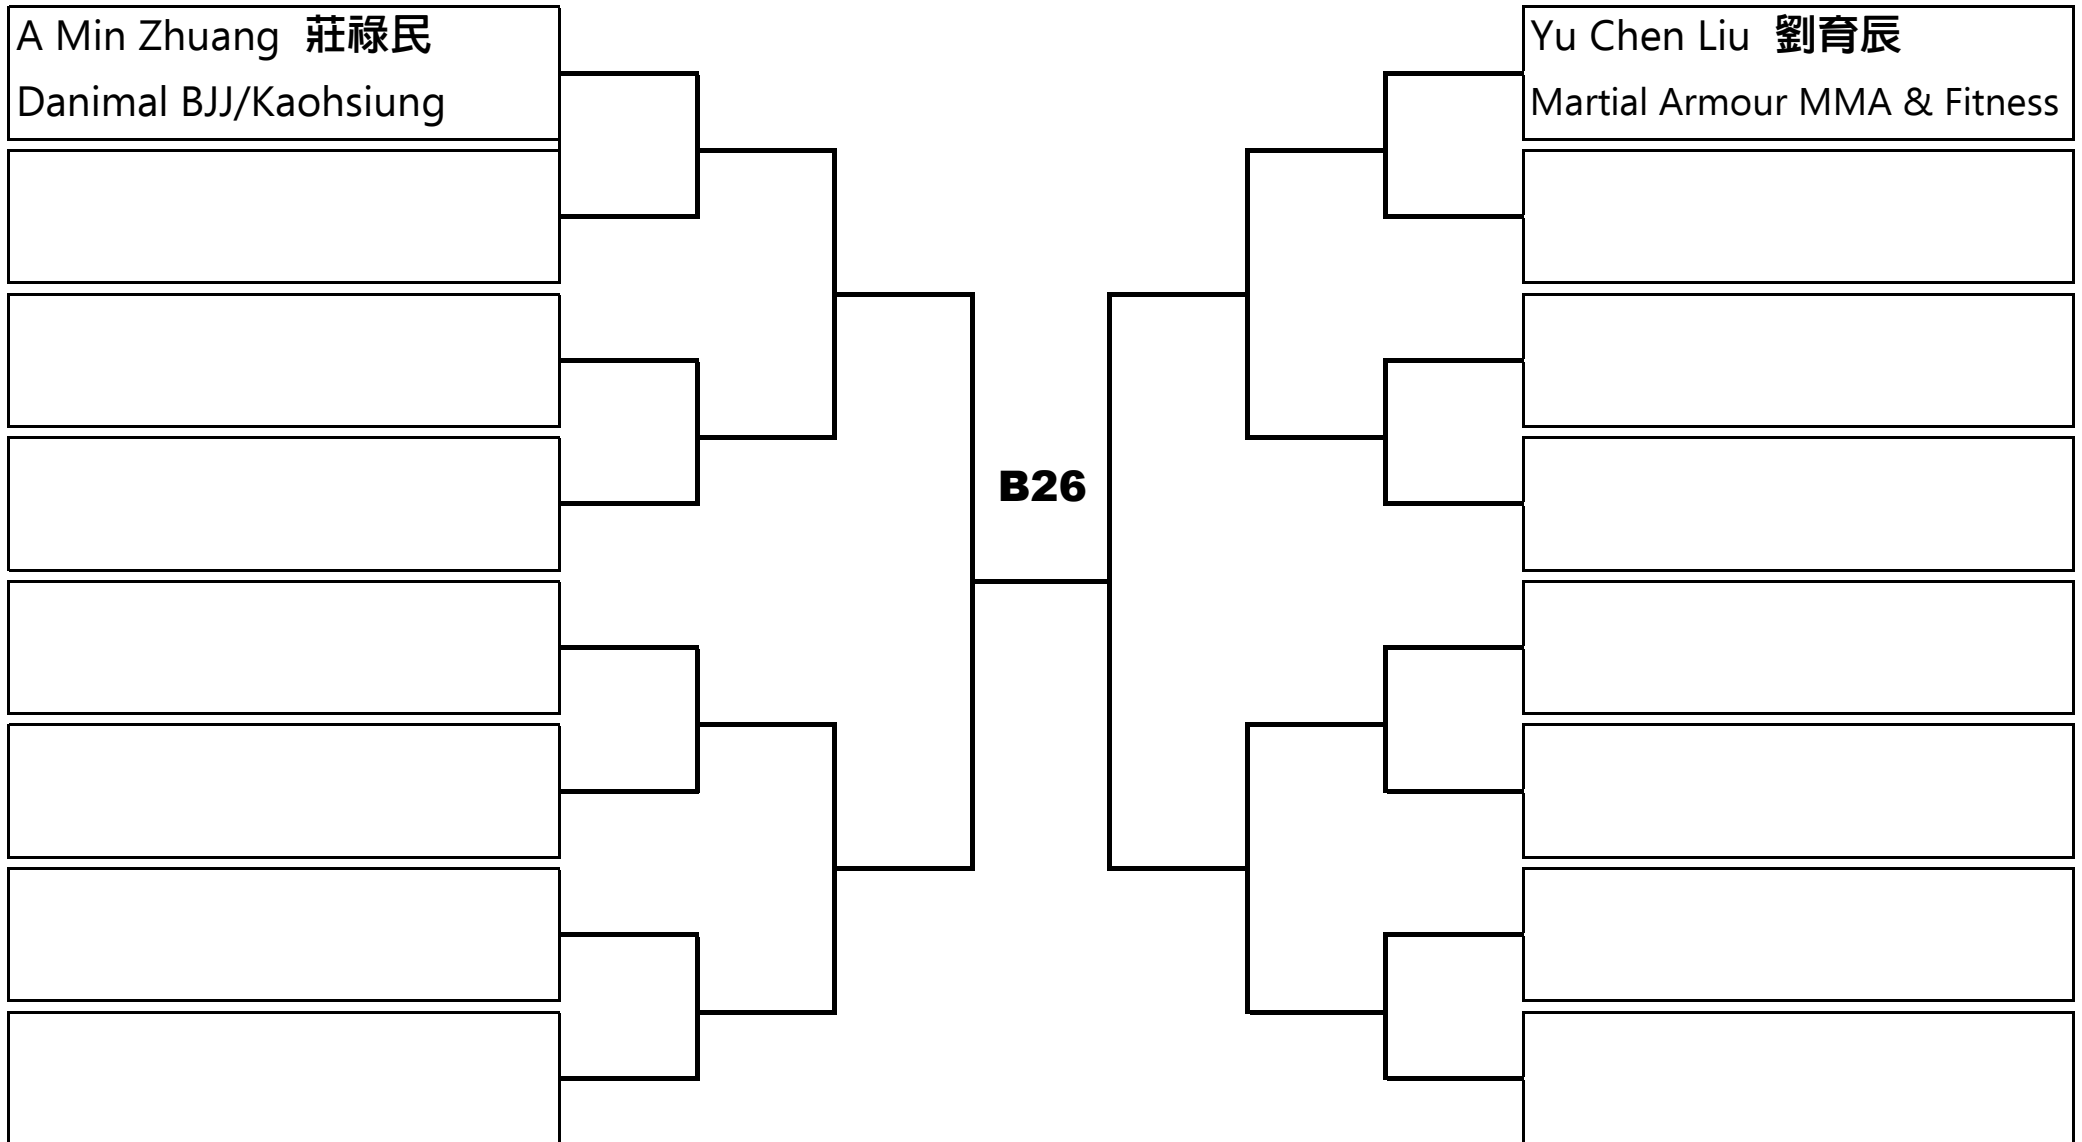 A Min Zhuang 莊祿民
Danimal BJJ/Kaohsiung
Yu Chen Liu 劉育辰
Martial Armour MMA & Fitness
B26